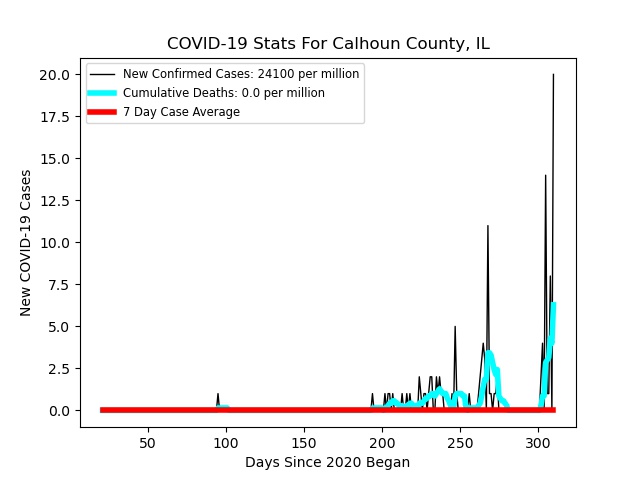 COVID-19 Stats For Calhoun County, IL
New Confirmed Cases: 24100 per million
Cumulative Deaths: 0.0 per million
7 Day Case Average
New COVID-19 Cases
20.0
17.5
15.0
12.5
10.0
7.5
5.0
2.5
0.0
50 100 150 200 250 300
Days Since 2020 Began